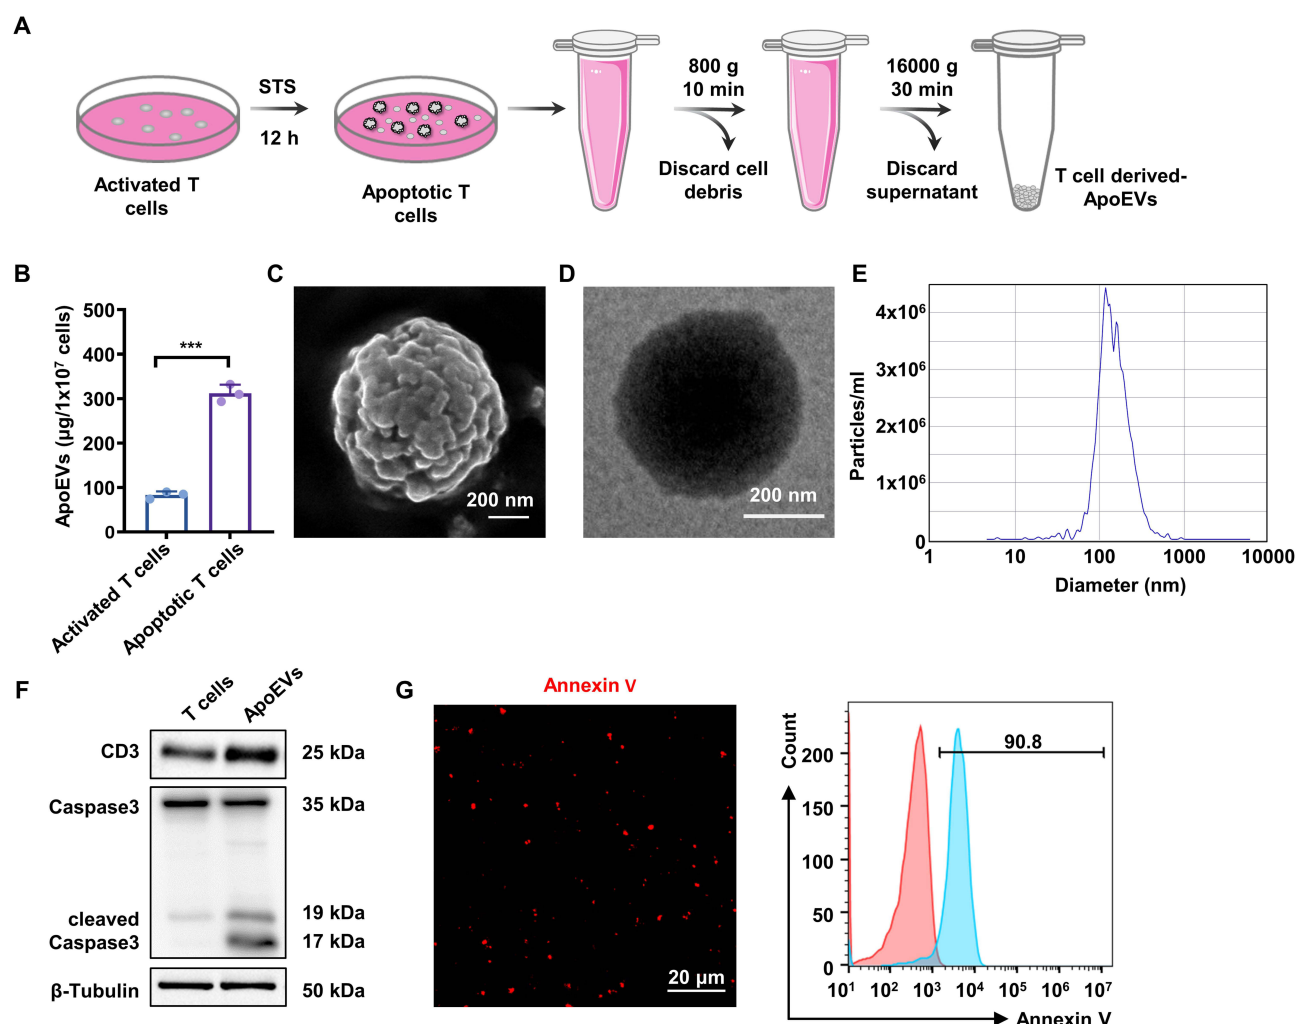 A
STS
12 h
800 g
10 min
16000 g
30 min
Activated T
cells
Apoptotic T
cells
Discard cell
debris
Discard
supernatant
T cell derived-
ApoEVs
B
ApoEVs (µg/1x10⁷ cells)
500
400
300
200
100
0
***
Activated T cells
Apoptotic T cells
C
200 nm
D
200 nm
E
Particles/ml
4x10⁶
3x10⁶
2x10⁶
1x10⁶
0
1
10
100
1000
10000
Diameter (nm)
F
T cells
ApoEVs
CD3
25 kDa
Caspase3
35 kDa
cleaved
Caspase3
19 kDa
17 kDa
β-Tubulin
50 kDa
G
Annexin V
20 µm
Count
200
150
100
50
0
90.8
10¹
10²
10³
10⁴
10⁵
10⁶
10⁷
Annexin V